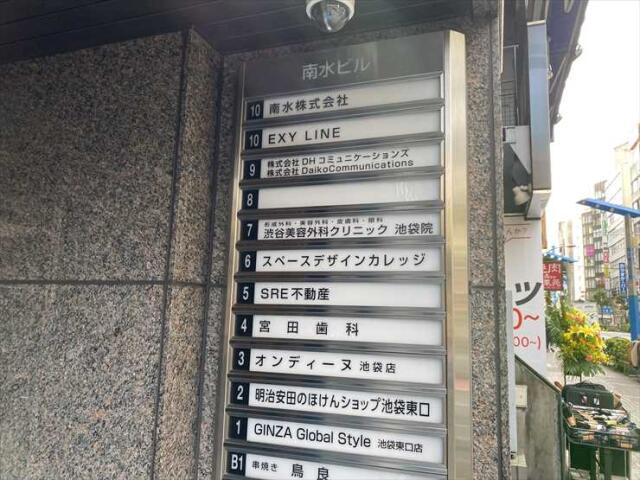 南水ビル
10 南水株式会社
10 EXY LINE
9 株式会社DHコミュニケーションズ
株式会社DaikoCommunications
8
形成外科・美容外科・皮膚科・眼科
7 渋谷美容外科クリニック 池袋院
6 スペースデザインカレッジ
5 SRE不動産
4 宮田歯科
3 オンディーヌ 池袋店
2 明治安田のほけんショップ池袋東口
1 GINZA Global Style 池袋東口店
B1 串焼き 鳥良